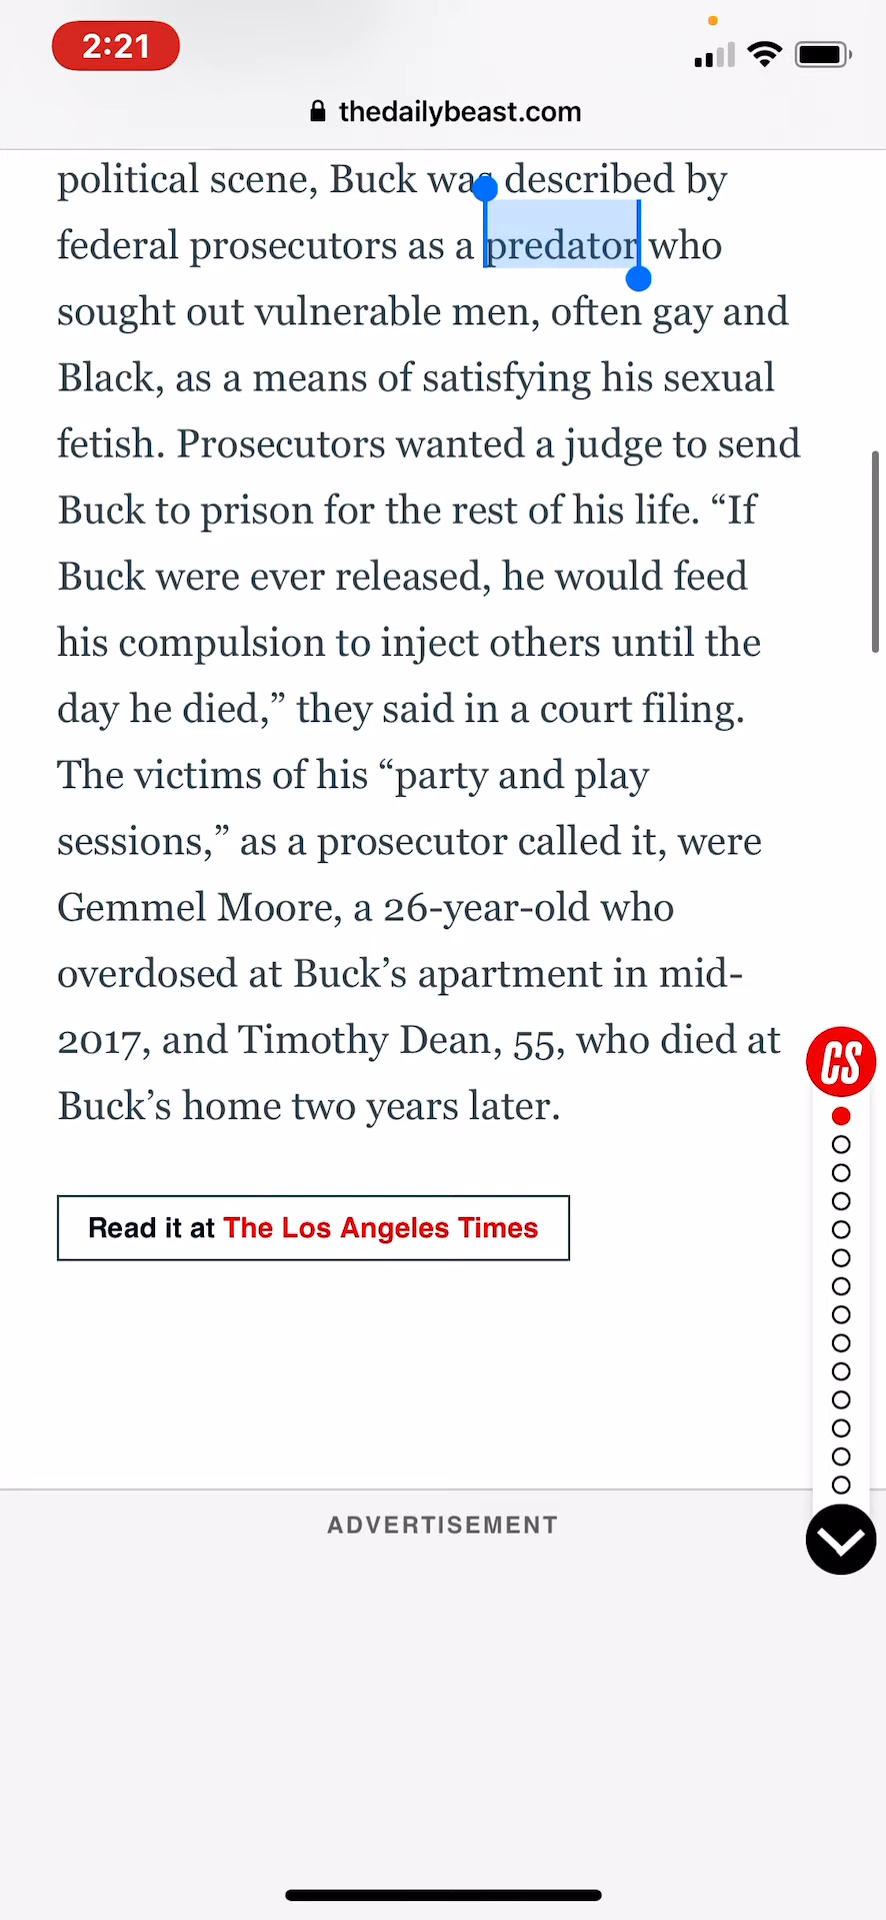 2:21
thedailybeast.com
political scene, Buck was described by
federal prosecutors as a predator who
sought out vulnerable men, often gay and
Black, as a means of satisfying his sexual
fetish. Prosecutors wanted a judge to send
Buck to prison for the rest of his life. “If
Buck were ever released, he would feed
his compulsion to inject others until the
day he died,” they said in a court filing.
The victims of his “party and play
sessions,” as a prosecutor called it, were
Gemmel Moore, a 26-year-old who
overdosed at Buck’s apartment in mid-
2017, and Timothy Dean, 55, who died at
Buck’s home two years later.
CS
Read it at The Los Angeles Times
ADVERTISEMENT